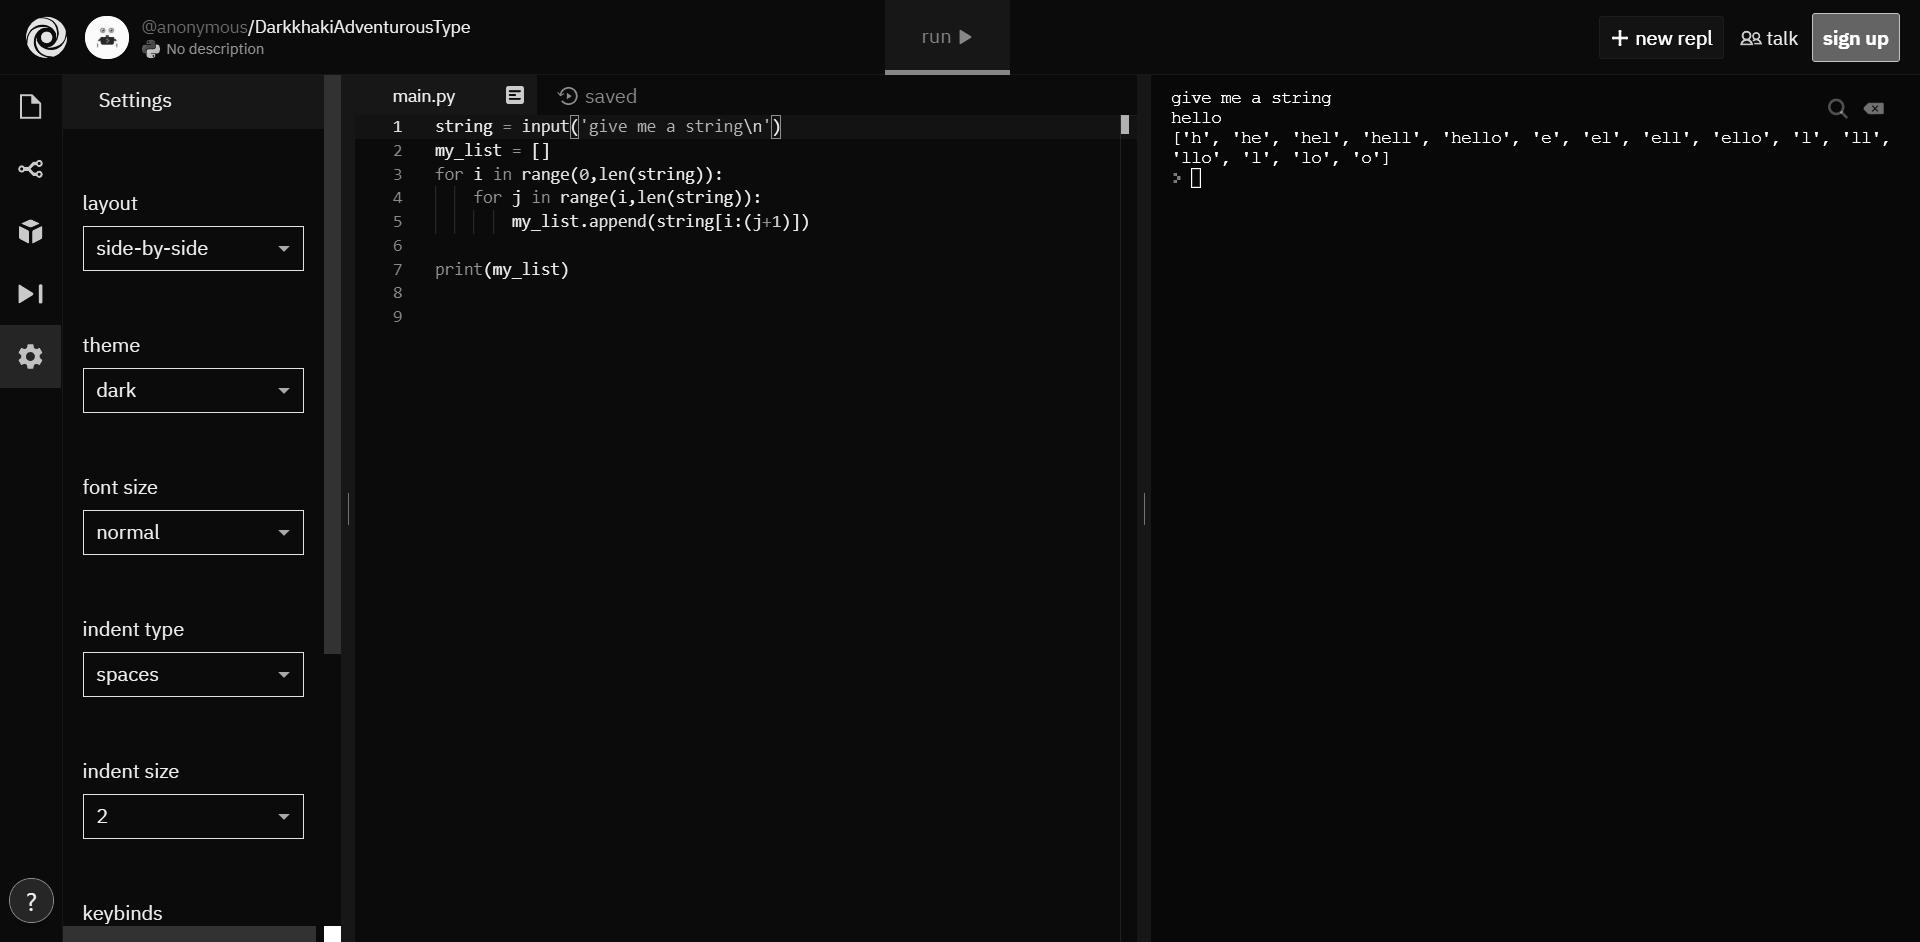 @anonymous/DarkkhakiAdventurousType
No description
run
new repl
talk
sign up
Settings
layout
side-by-side
theme
dark
font size
normal
indent type
spaces
indent size
2
keybinds
?
main.py
saved
1 string = input('give me a string\n')
2 my_list = []
3 for i in range(0,len(string)):
4 for j in range(i,len(string)):
5 my_list.append(string[i:(j+1)])
6
7 print(my_list)
8
9
give me a string
hello
['h', 'he', 'hel', 'hell', 'hello', 'e', 'el', 'ell', 'ello', 'l', 'll',
'llo', 'l', 'lo', 'o']